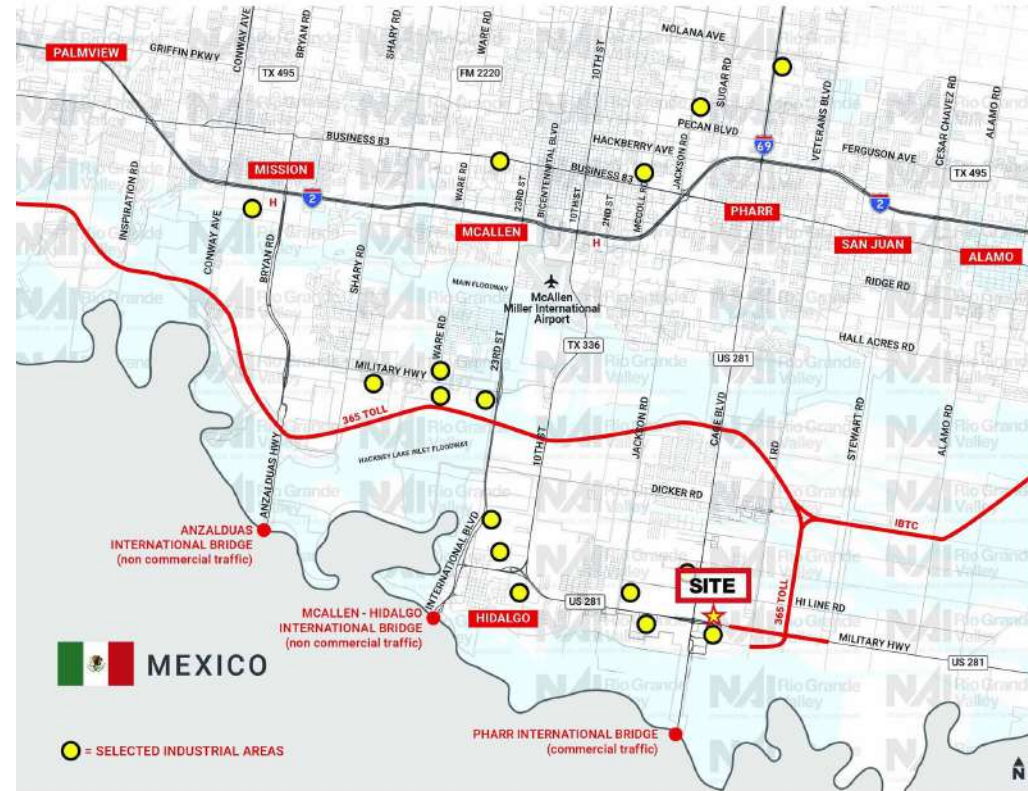 NOLANA AVE
PALMVIEW
GRIFFIN PKWY
CONWAY AVE
BRYAN RD
SHARY RD
WARE RD
10TH ST
SUGAR RD
TX 495
FM 2220
PECAN BLVD
VETERANS BLVD
CESAR CHAVEZ RD
ALAMO RD
BUSINESS 83
HACKBERRY AVE
69
FERGUSON AVE
TX 495
MISSION
H
2
WARE RD
23RD ST
BICENTENNITAL BLVD
10TH ST
2ND ST
MCCOLL RD
JACKSON RD
BUSINESS 83
PHARR
2
INSPIRATION RD
CONWAY AVE
BRYAN RD
SHARY RD
MCALLEN
H
SAN JUAN
ALAMO
RIDGE RD
MAIN FLOODWAY
McAllen
Miller International
Airport
WARE RD
23RD ST
TX 336
US 281
HALL ACRES RD
MILITARY HWY
365 TOLL
HACKNEY LAKE INLET FLOODWAY
10TH ST
JACKSON RD
CAGE BLVD
I RD
STEWART RD
ALAMO RD
DICKER RD
IBTC
ANZALDUAS HWY
ANZALDUAS
INTERNATIONAL BRIDGE
(non commercial traffic)
INTERNATIONAL BLVD
SITE
US 281
365 TOLL
HI LINE RD
MCALLEN - HIDALGO
INTERNATIONAL BRIDGE
(non commercial traffic)
HIDALGO
MILITARY HWY
US 281
MEXICO
PHARR INTERNATIONAL BRIDGE
(commercial traffic)
= SELECTED INDUSTRIAL AREAS
N
NAI Rio Grande
Valley